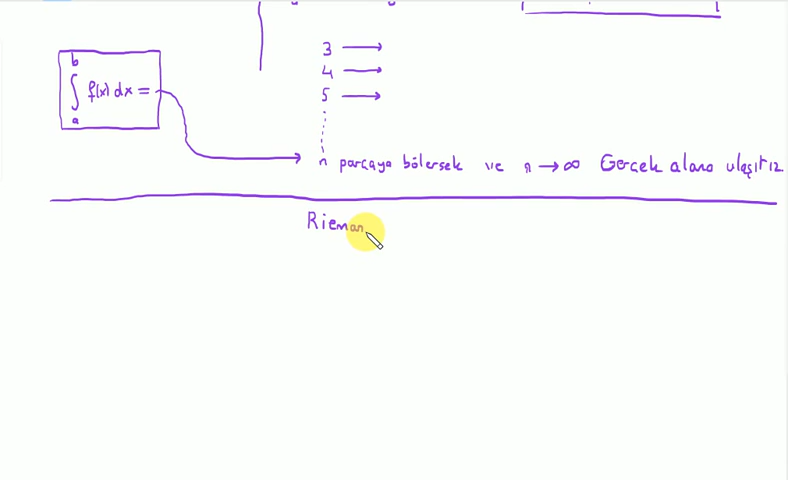 3 →
4 →
5 →
b
∫ f(x) dx =
a
n parçaya bölersek ve n → ∞ Gerçek alana ulaşırız
Rieman